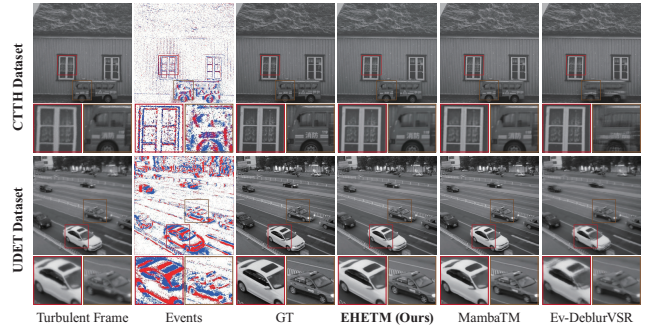 CTTH Dataset
UDET Dataset
Turbulent Frame Events GT EHETM (Ours) MambaTM Ev-DeblurVSR